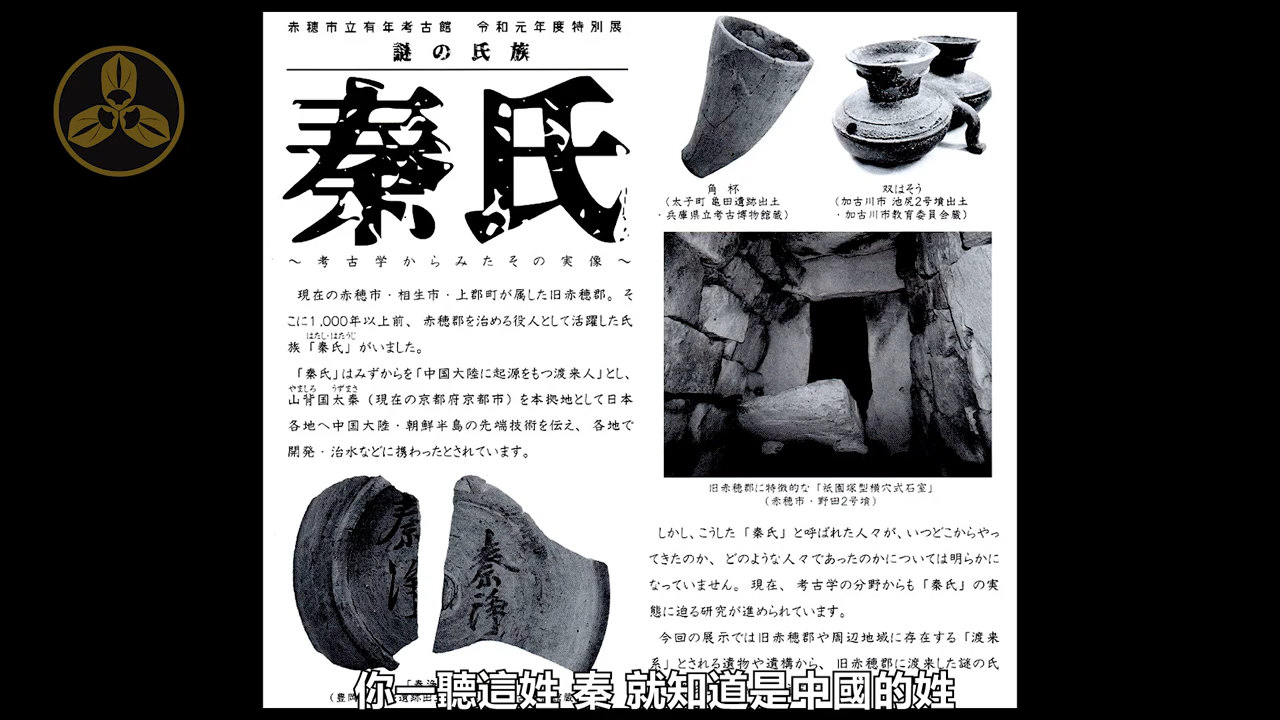 赤穂市立有年考古館　令和元年度特別展
謎の氏族
秦氏
～考古学からみたその実像～
現在の赤穂市・相生市・上郡町が属した旧赤穂郡。そ
こに1,000年以上前、赤穂郡を治める役人として活躍した氏
はたし・はたうじ
族「秦氏」がいました。
「秦氏」はみずからを「中国大陸に起源をもつ渡来人」とし、
やましろ　うずまさ
山背国太秦（現在の京都府京都市）を本拠地として日本
各地へ中国大陸・朝鮮半島の先端技術を伝え、各地で
開発・治水などに携わったとされています。
秦浄
秦浄
角杯
（太子町 亀田遺跡出土
・兵庫県立考古博物館蔵）
双はそう
（加古川市 池尻2号墳出土
・加古川市教育委員会蔵）
旧赤穂郡に特徴的な「祇園塚型横穴式石室」
（赤穂市・野田2号墳）
しかし、こうした「秦氏」と呼ばれた人々が、いつどこからやっ
てきたのか、どのような人々であったのかについては明らかに
なっていません。現在、考古学の分野からも「秦氏」の実
態に迫る研究が進められています。
今回の展示では旧赤穂郡や周辺地域に存在する「渡来
系」とされる遺物や遺構から、旧赤穂郡に渡来した謎の氏
你一聽這姓 秦 就知道是中國的姓